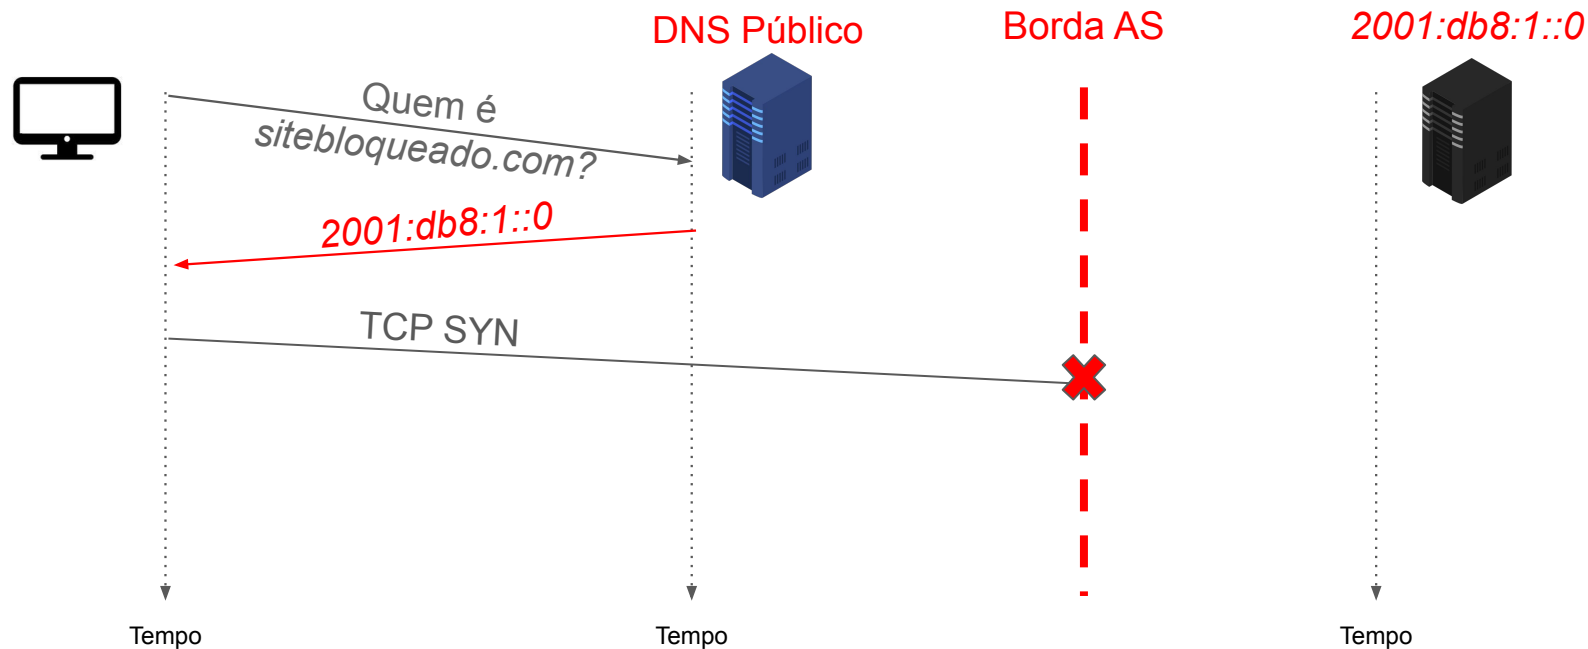 DNS Público
Borda AS
2001:db8:1::0
Quem é
sitebloqueado.com?
2001:db8:1::0
TCP SYN
Tempo
Tempo
Tempo